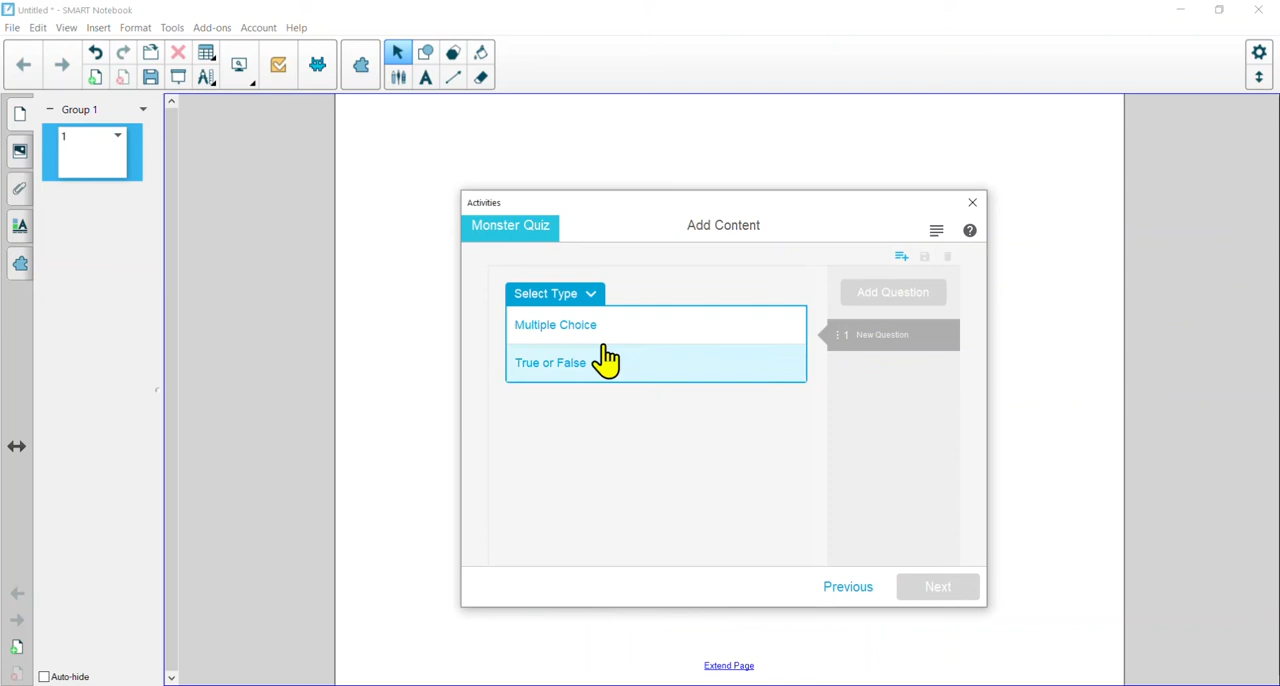 Untitled * - SMART Notebook
File Edit View Insert Format Tools Add-ons Account Help
Group 1
1
Activities
Monster Quiz
Add Content
Select Type
Add Question
Multiple Choice
1 New Question
True or False
Previous
Next
Extend Page
Auto-hide